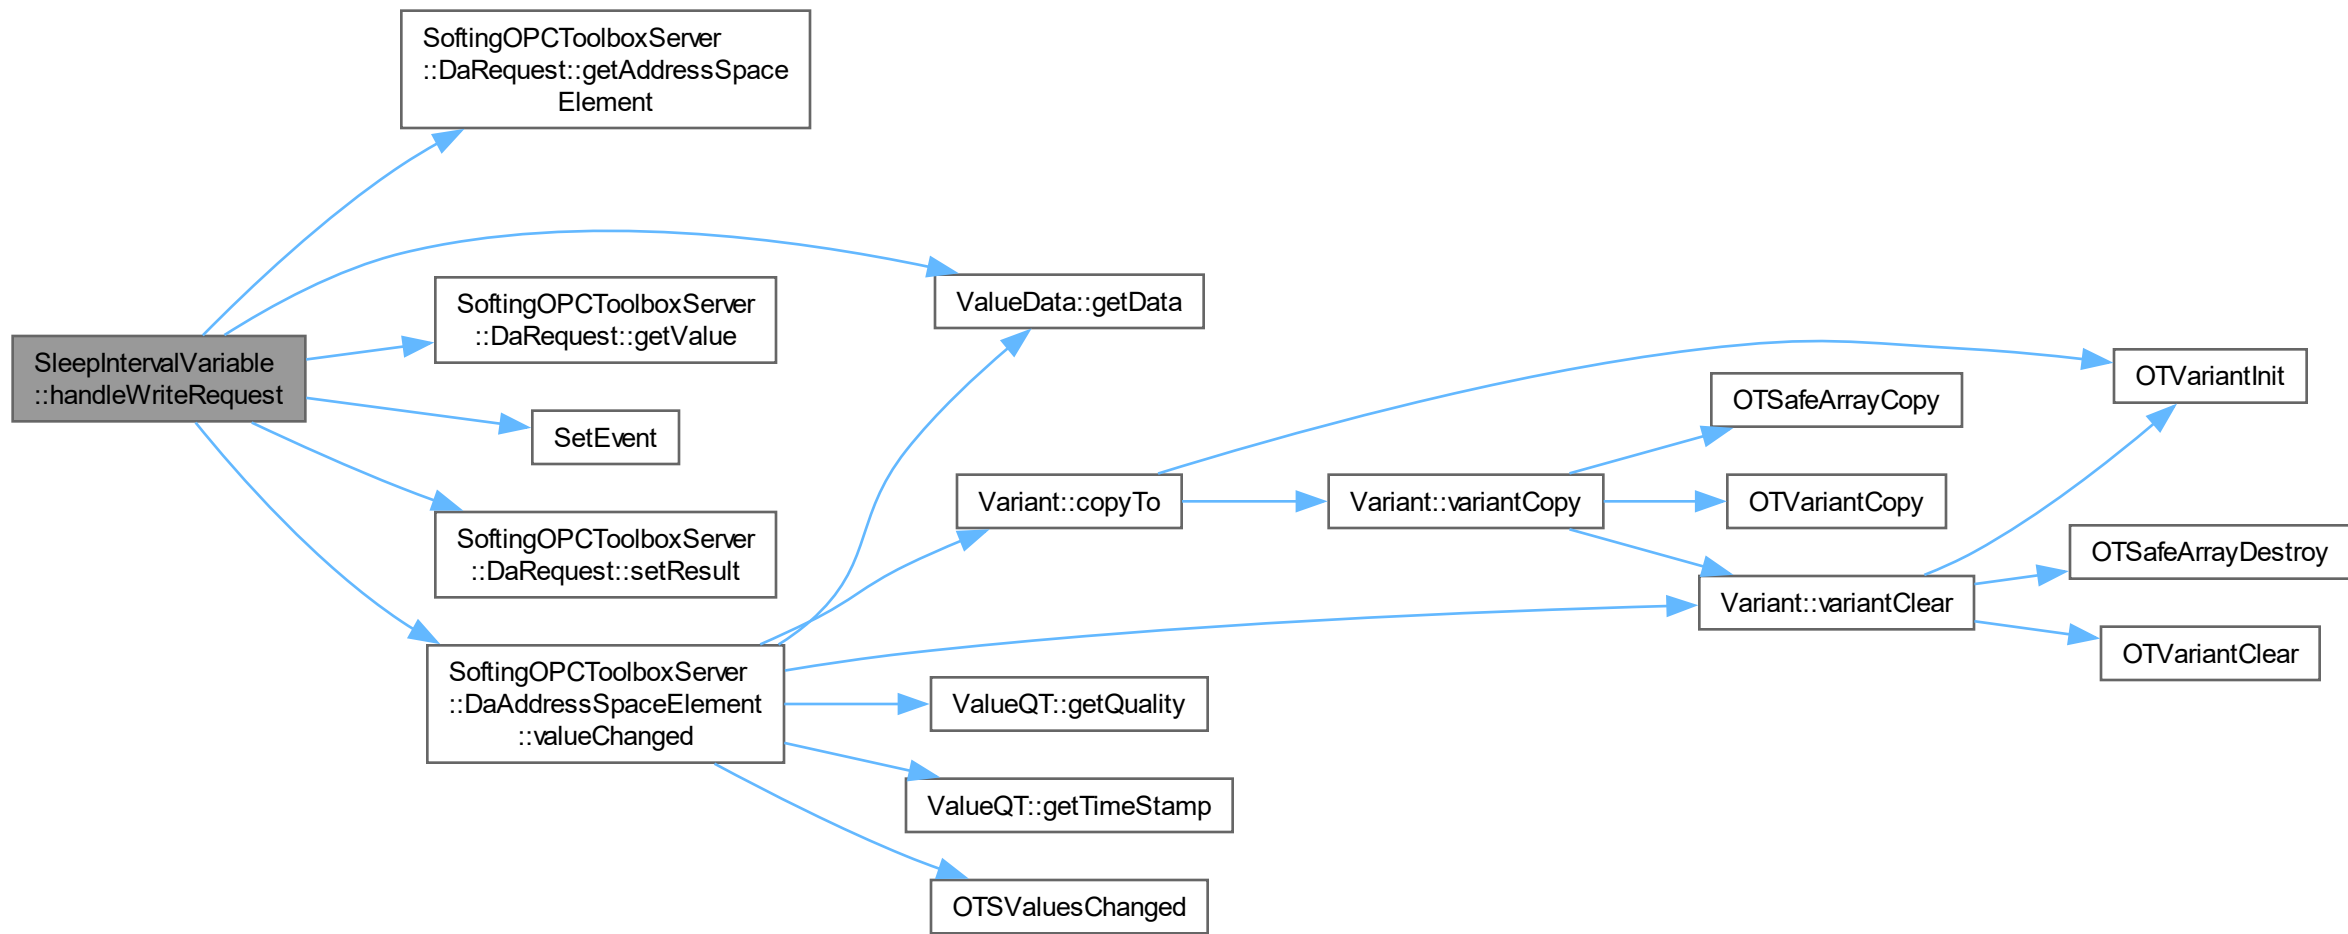 SoftingOPCToolboxServer
::DaRequest::getAddressSpace
Element
ValueData::getData
SoftingOPCToolboxServer
::DaRequest::getValue
SleepIntervalVariable
::handleWriteRequest
OTVariantInit
OTSafeArrayCopy
SetEvent
Variant::copyTo
Variant::variantCopy
OTVariantCopy
SoftingOPCToolboxServer
::DaRequest::setResult
OTSafeArrayDestroy
Variant::variantClear
OTVariantClear
SoftingOPCToolboxServer
::DaAddressSpaceElement
::valueChanged
ValueQT::getQuality
ValueQT::getTimeStamp
OTSValuesChanged